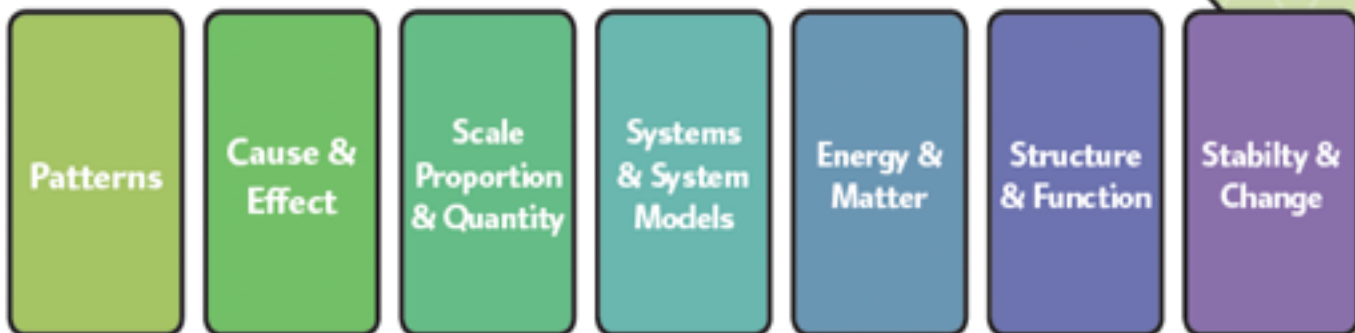 Patterns
Cause &
Effect
Scale
Proportion
& Quantity
Systems
& System
Models
Energy &
Matter
Structure
& Function
Stabilty &
Change